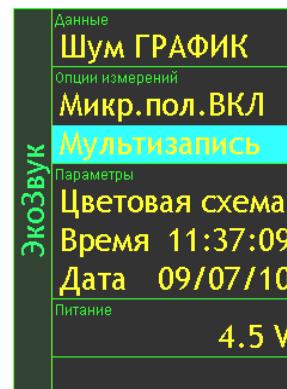 ЭкоЗвук
Данные
Шум ГРАФИК
Опции измерений
Микр.пол.ВКЛ
Мультизапись
Параметры
Цветовая схема
Время 11:37:09
Дата 09/07/10
Питание
4.5 V